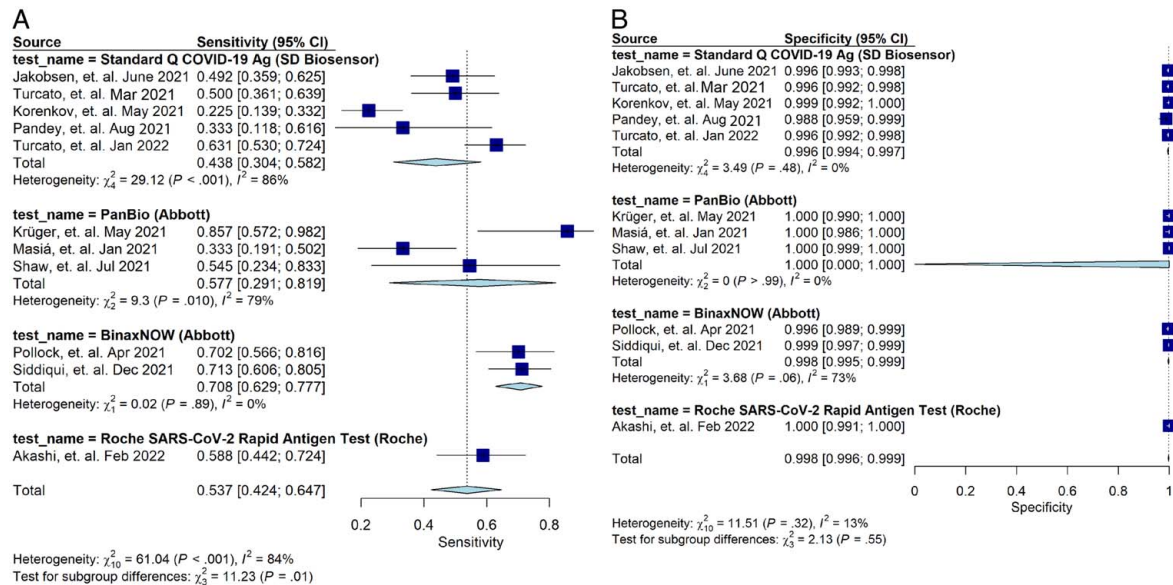 A
Source Sensitivity (95% CI)
test_name = Standard Q COVID-19 Ag (SD Biosensor)
Jakobsen, et. al. June 2021 0.492 [0.359; 0.625]
Turcato, et. al. Mar 2021 0.500 [0.361; 0.639]
Korenkov, et. al. May 2021 0.225 [0.139; 0.332]
Pandey, et. al. Aug 2021 0.333 [0.118; 0.616]
Turcato, et. al. Jan 2022 0.631 [0.530; 0.724]
Total 0.438 [0.304; 0.582]
Heterogeneity: χ²₄ = 29.12 (P < .001), I² = 86%
test_name = PanBio (Abbott)
Krüger, et. al. May 2021 0.857 [0.572; 0.982]
Masiá, et. al. Jan 2021 0.333 [0.191; 0.502]
Shaw, et. al. Jul 2021 0.545 [0.234; 0.833]
Total 0.577 [0.291; 0.819]
Heterogeneity: χ²₂ = 9.3 (P = .010), I² = 79%
test_name = BinaxNOW (Abbott)
Pollock, et. al. Apr 2021 0.702 [0.566; 0.816]
Siddiqui, et. al. Dec 2021 0.713 [0.606; 0.805]
Total 0.708 [0.629; 0.777]
Heterogeneity: χ²₁ = 0.02 (P = .89), I² = 0%
test_name = Roche SARS-CoV-2 Rapid Antigen Test (Roche)
Akashi, et. al. Feb 2022 0.588 [0.442; 0.724]
Total 0.537 [0.424; 0.647]
0.2 0.4 0.6 0.8
Sensitivity
Heterogeneity: χ²₁₀ = 61.04 (P < .001), I² = 84%
Test for subgroup differences: χ²₃ = 11.23 (P = .01)
B
Source Specificity (95% CI)
test_name = Standard Q COVID-19 Ag (SD Biosensor)
Jakobsen, et. al. June 2021 0.996 [0.993; 0.998]
Turcato, et. al. Mar 2021 0.996 [0.992; 0.998]
Korenkov, et. al. May 2021 0.999 [0.992; 1.000]
Pandey, et. al. Aug 2021 0.988 [0.959; 0.999]
Turcato, et. al. Jan 2022 0.996 [0.992; 0.998]
Total 0.996 [0.994; 0.997]
Heterogeneity: χ²₄ = 3.49 (P = .48), I² = 0%
test_name = PanBio (Abbott)
Krüger, et. al. May 2021 1.000 [0.990; 1.000]
Masiá, et. al. Jan 2021 1.000 [0.986; 1.000]
Shaw, et. al. Jul 2021 1.000 [0.999; 1.000]
Total 1.000 [0.000; 1.000]
Heterogeneity: χ²₂ = 0 (P > .99), I² = 0%
test_name = BinaxNOW (Abbott)
Pollock, et. al. Apr 2021 0.996 [0.989; 0.999]
Siddiqui, et. al. Dec 2021 0.999 [0.997; 0.999]
Total 0.998 [0.995; 0.999]
Heterogeneity: χ²₁ = 3.68 (P = .06), I² = 73%
test_name = Roche SARS-CoV-2 Rapid Antigen Test (Roche)
Akashi, et. al. Feb 2022 1.000 [0.991; 1.000]
Total 0.998 [0.996; 0.999]
0 0.2 0.4 0.6 0.8 1
Specificity
Heterogeneity: χ²₁₀ = 11.51 (P = .32), I² = 13%
Test for subgroup differences: χ²₃ = 2.13 (P = .55)